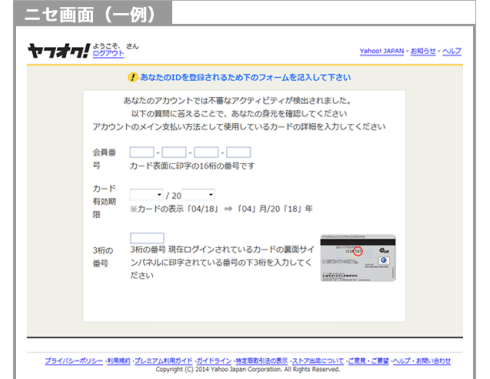 ニセ画面（一例）
ヤフオク! ようこそ、 さん
ログアウト
Yahoo! JAPAN - お知らせ - ヘルプ
! あなたのIDを登録されるため下のフォームを記入して下さい
あなたのアカウントでは不審なアクティビティが検出されました。
以下の質問に答えることで、あなたの身元を確認してください
アカウントのメイン支払い方法として使用しているカードの詳細を入力してください
会員番号
- - -
カード表面に印字の16桁の番号です
カード有効期限
/ 20
※カードの表示「04/18」 ⇒ 「04」月/20「18」年
3桁の番号
3桁の番号 現在ログインされているカードの裏面サインパネルに印字されている番号の下3桁を入力してください
プライバシーポリシー -利用規約 -プレミアム利用ガイド -ガイドライン -特定商取引法の表示 -ストア出店について -ご意見・ご要望 -ヘルプ・お問い合わせ
Copyright (C) 2014 Yahoo Japan Corporation. All Rights Reserved.